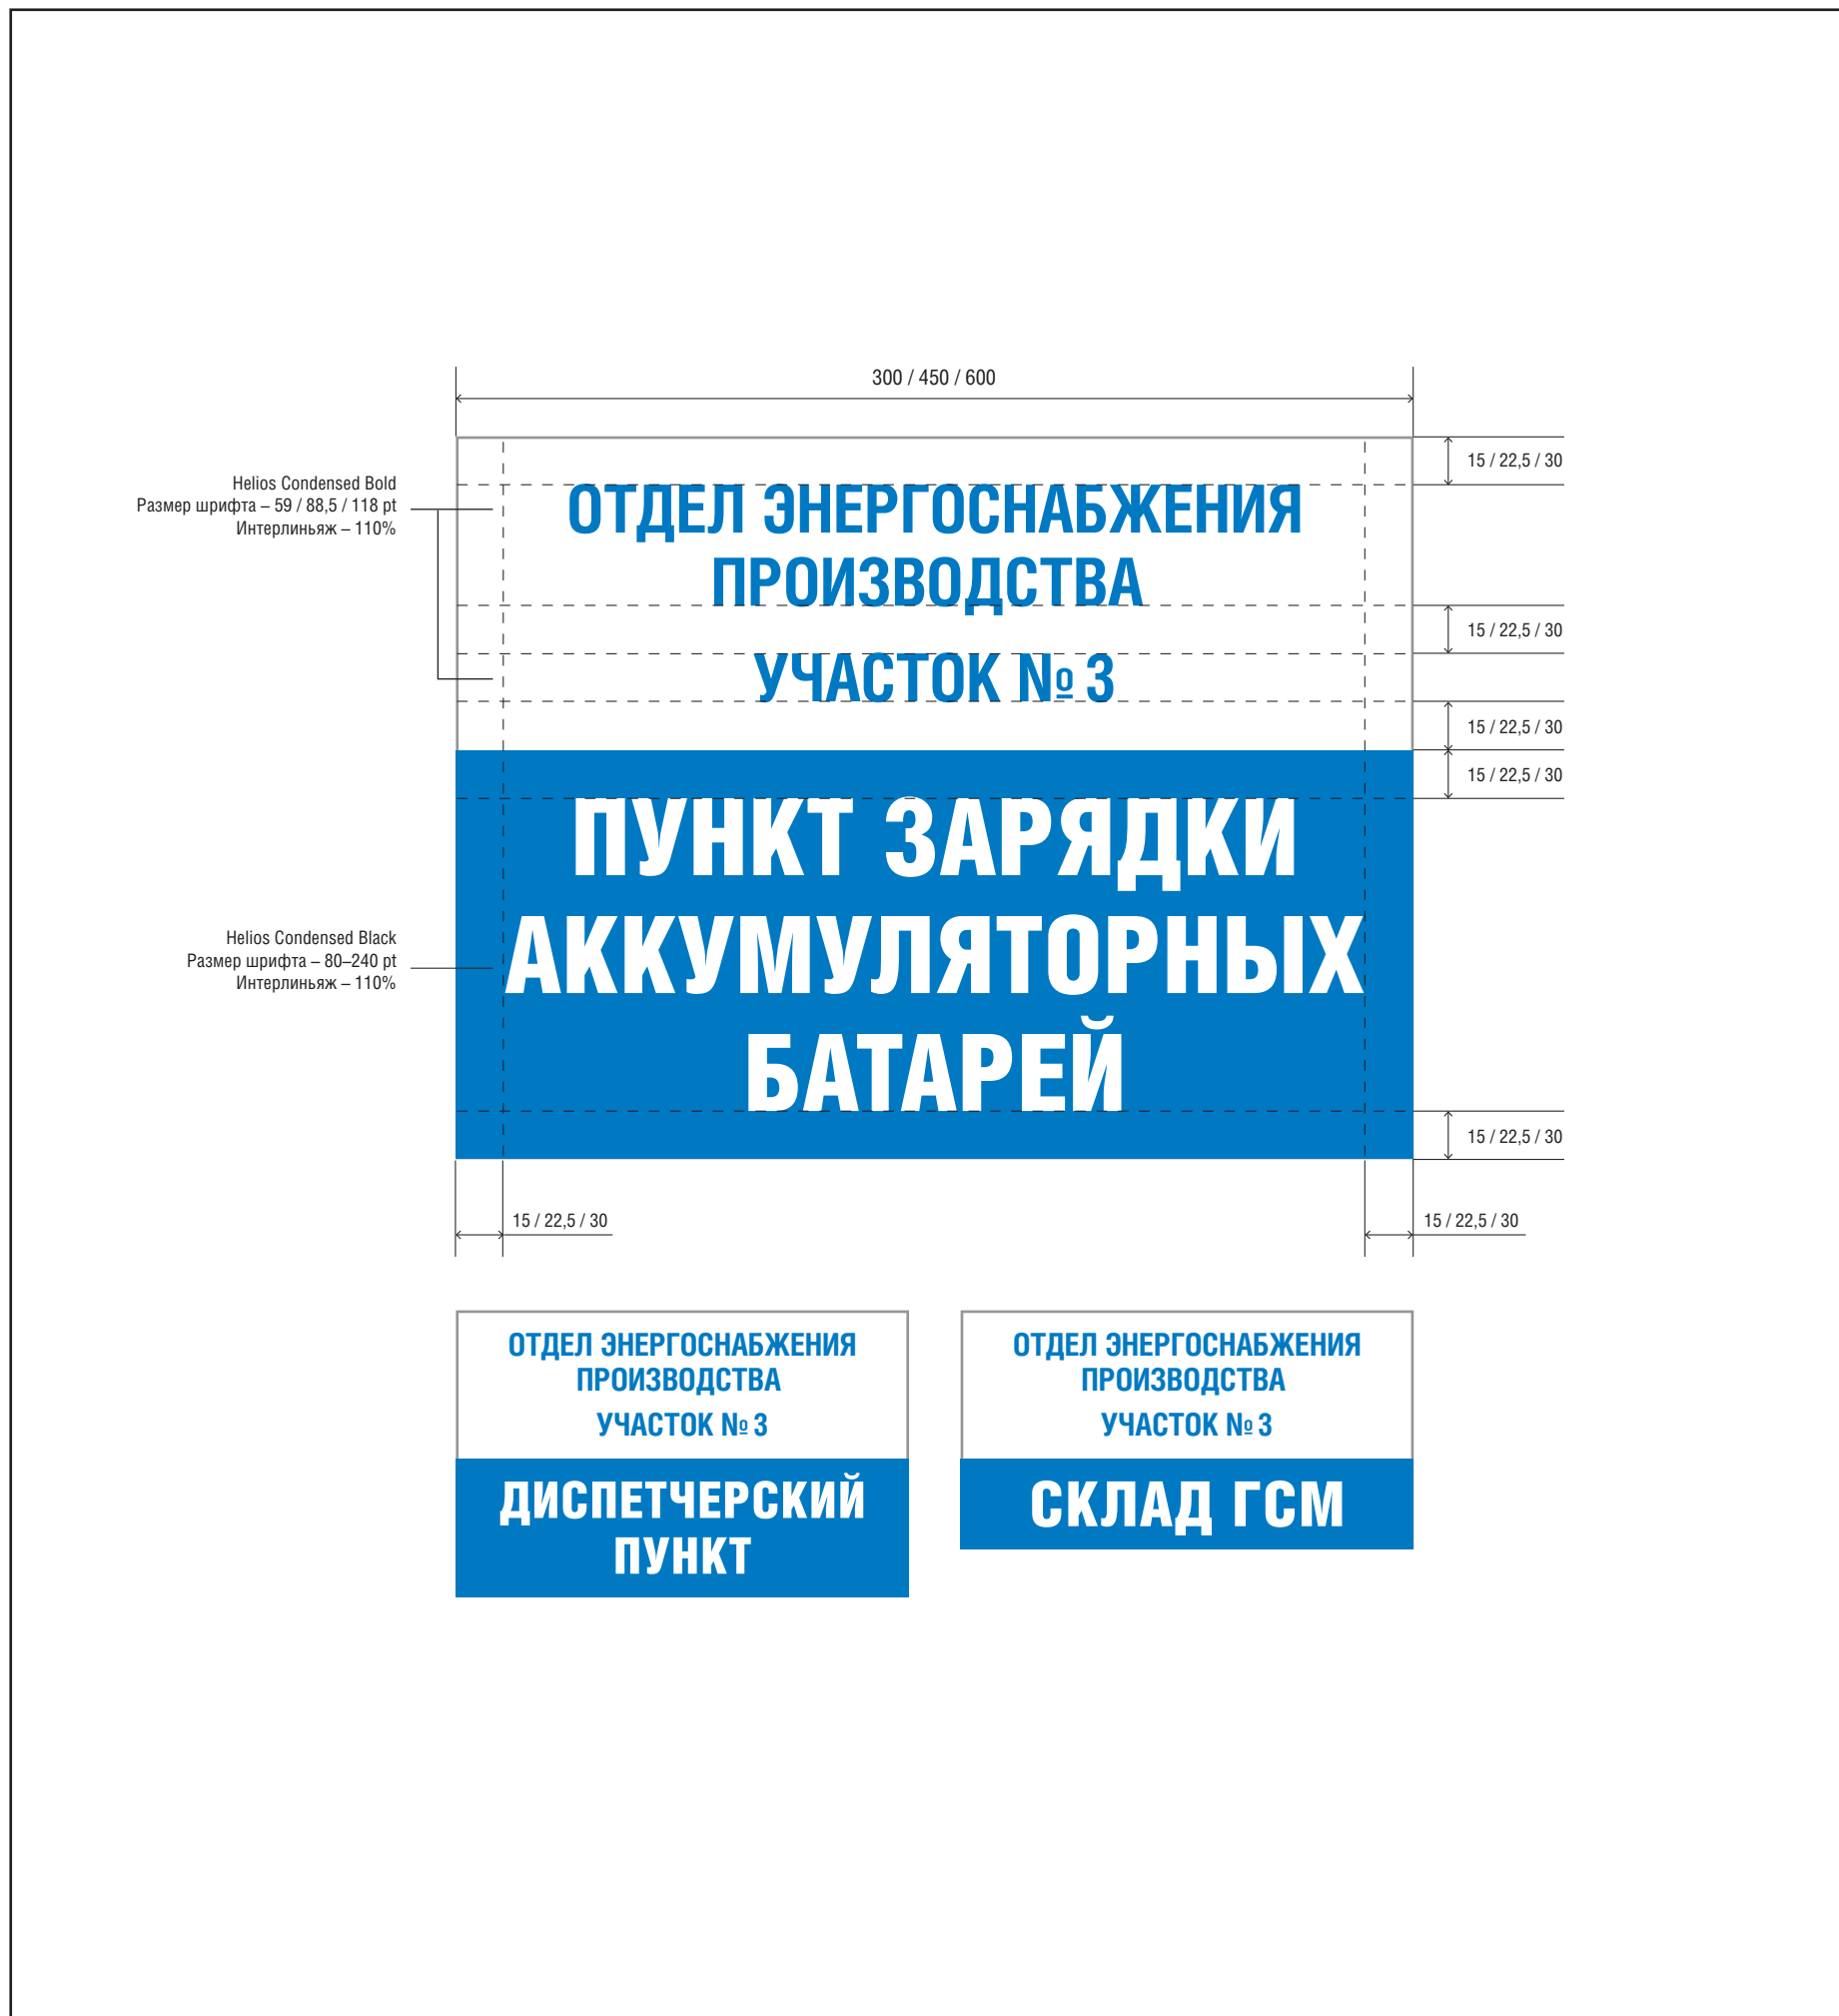 300 / 450 / 600
15 / 22,5 / 30
Helios Condensed Bold
Размер шрифта – 59 / 88,5 / 118 pt
Интерлиньяж – 110%
ОТДЕЛ ЭНЕРГОСНАБЖЕНИЯ
ПРОИЗВОДСТВА
15 / 22,5 / 30
УЧАСТОК № 3
15 / 22,5 / 30
15 / 22,5 / 30
ПУНКТ ЗАРЯДКИ
АККУМУЛЯТОРНЫХ
БАТАРЕЙ
Helios Condensed Black
Размер шрифта – 80–240 pt
Интерлиньяж – 110%
15 / 22,5 / 30
15 / 22,5 / 30
15 / 22,5 / 30
ОТДЕЛ ЭНЕРГОСНАБЖЕНИЯ
ПРОИЗВОДСТВА
УЧАСТОК № 3
ДИСПЕТЧЕРСКИЙ
ПУНКТ
ОТДЕЛ ЭНЕРГОСНАБЖЕНИЯ
ПРОИЗВОДСТВА
УЧАСТОК № 3
СКЛАД ГСМ